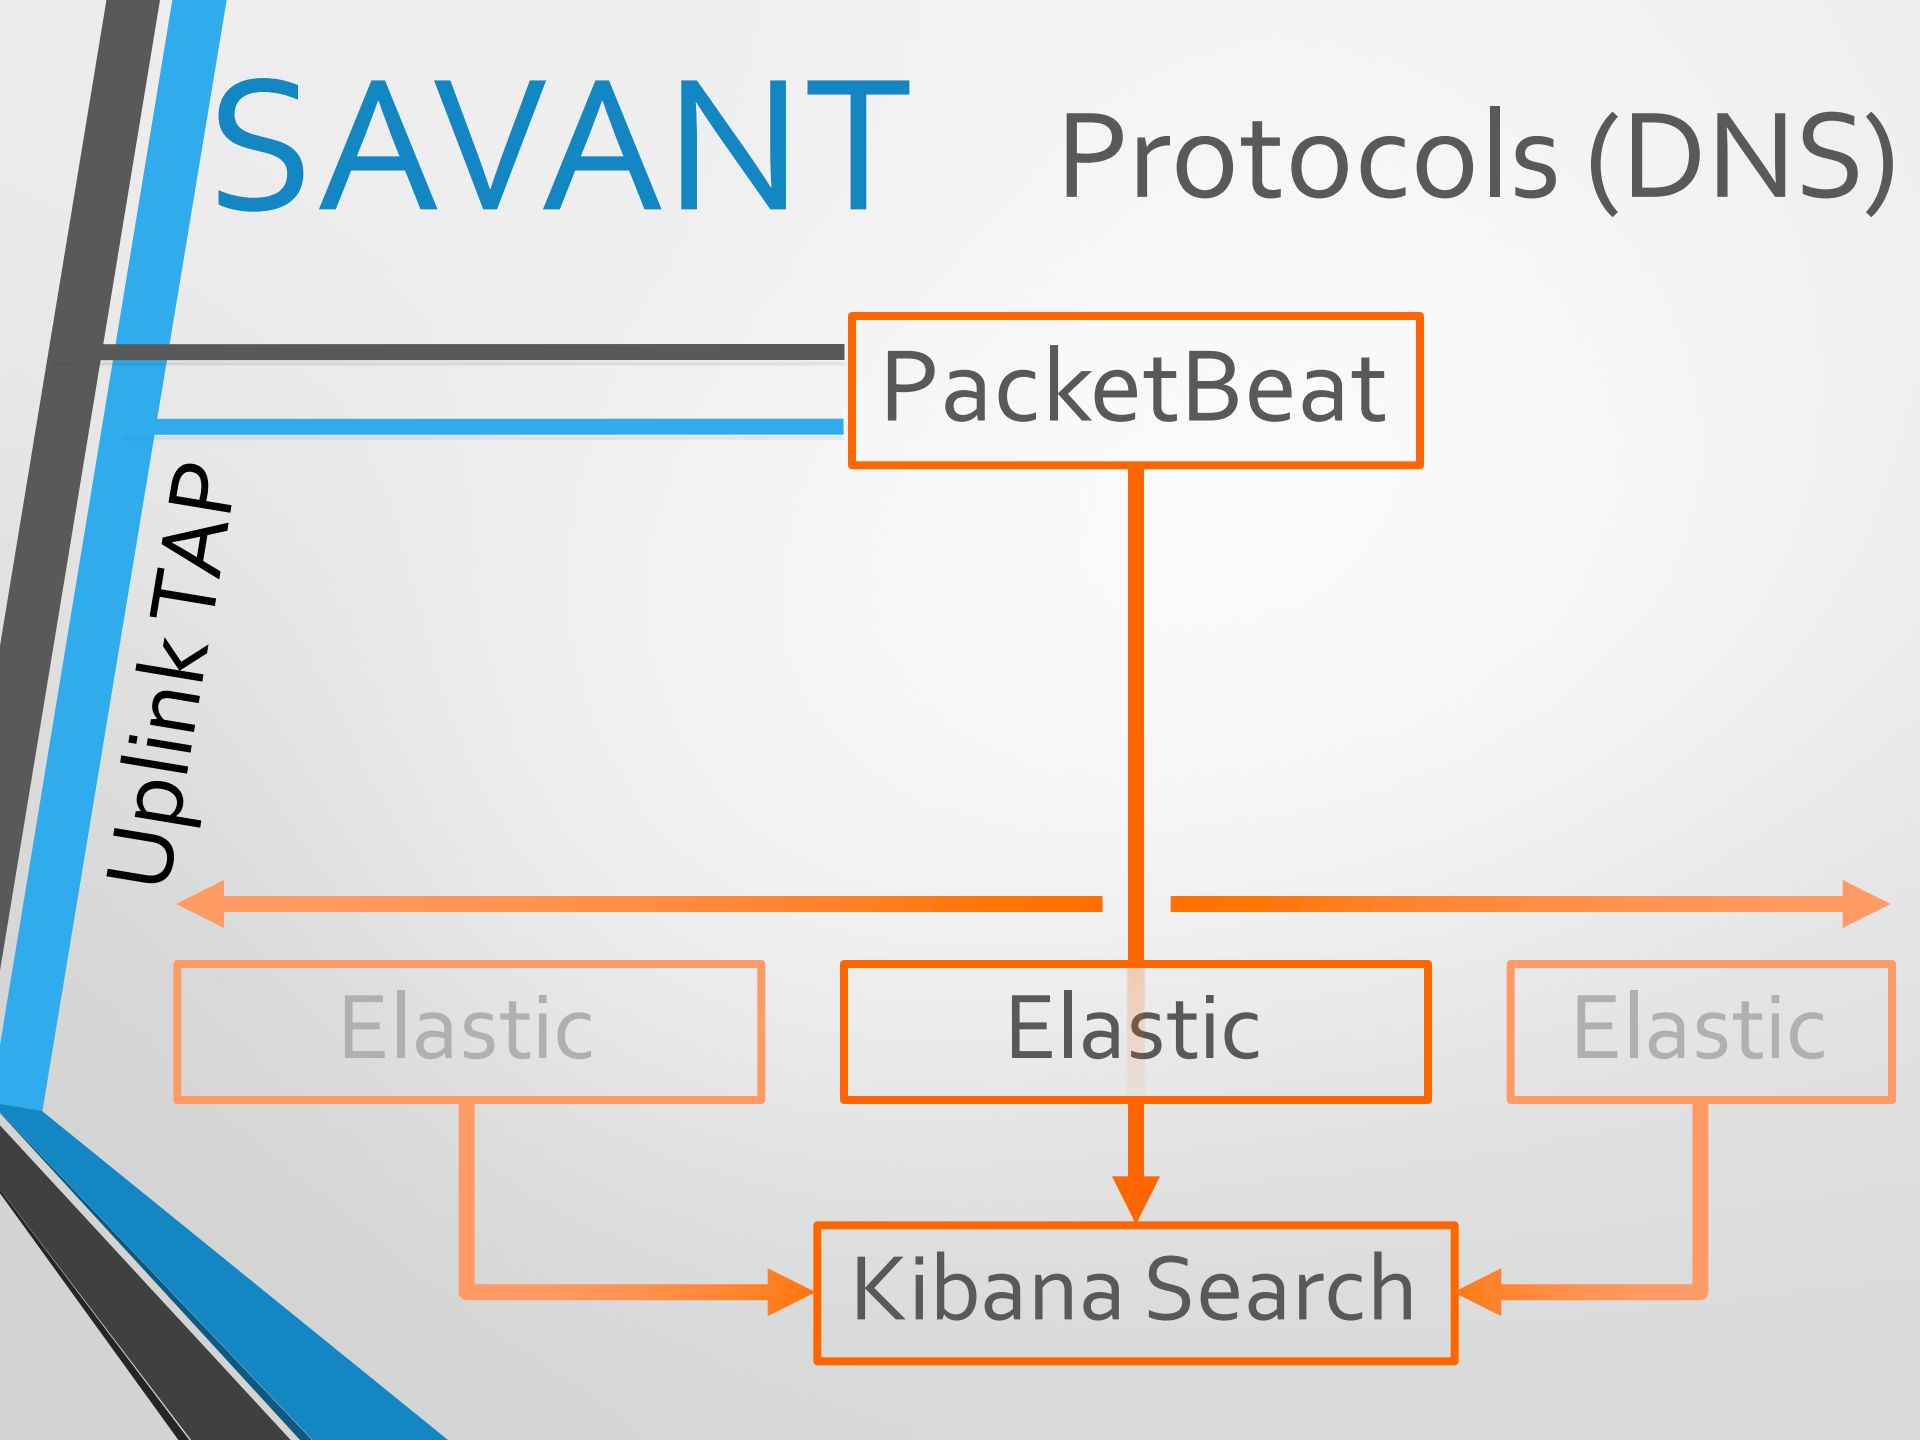 SAVANT
Protocols (DNS)
PacketBeat
Uplink TAP
Elastic
Elastic
Elastic
Kibana Search